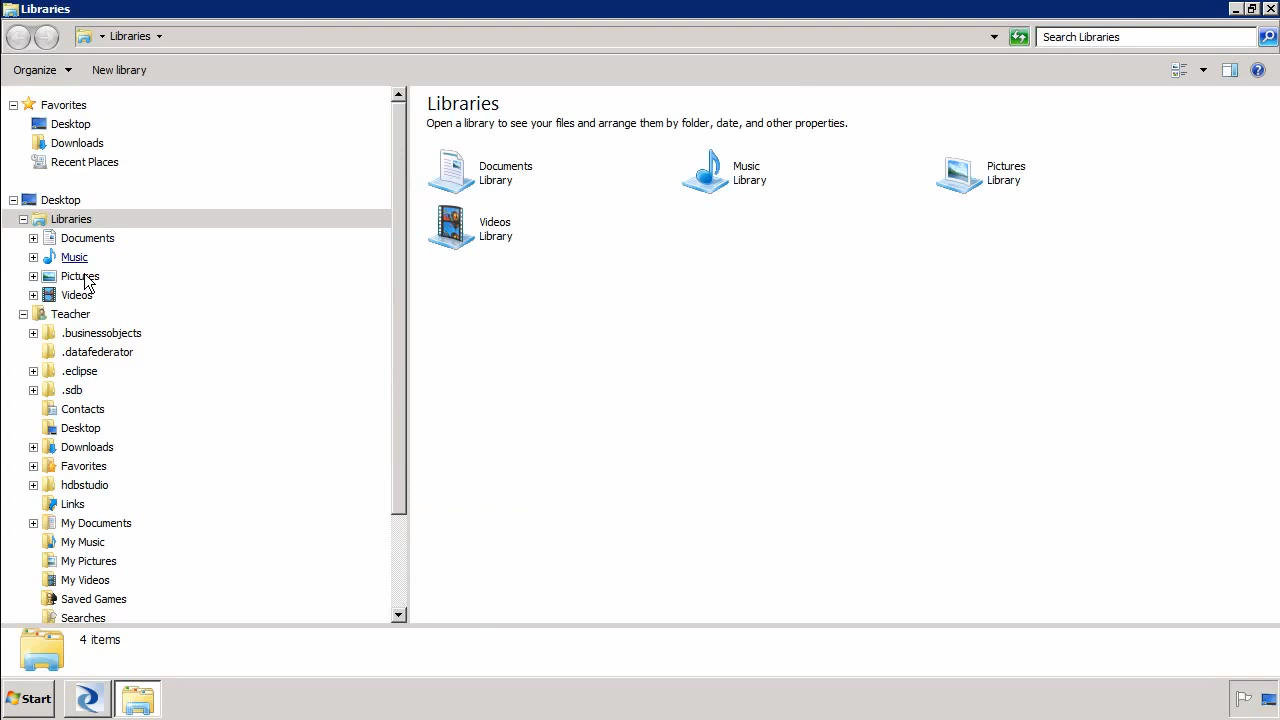 Libraries
Libraries
Search Libraries
Organize
New library
Favorites
Desktop
Downloads
Recent Places
Desktop
Libraries
Documents
Music
Pictures
Videos
Teacher
.businessobjects
.datafederator
.eclipse
.sdb
Contacts
Desktop
Downloads
Favorites
hdbstudio
Links
My Documents
My Music
My Pictures
My Videos
Saved Games
Searches
Libraries
Open a library to see your files and arrange them by folder, date, and other properties.
Documents
Library
Music
Library
Pictures
Library
Videos
Library
4 items
Start